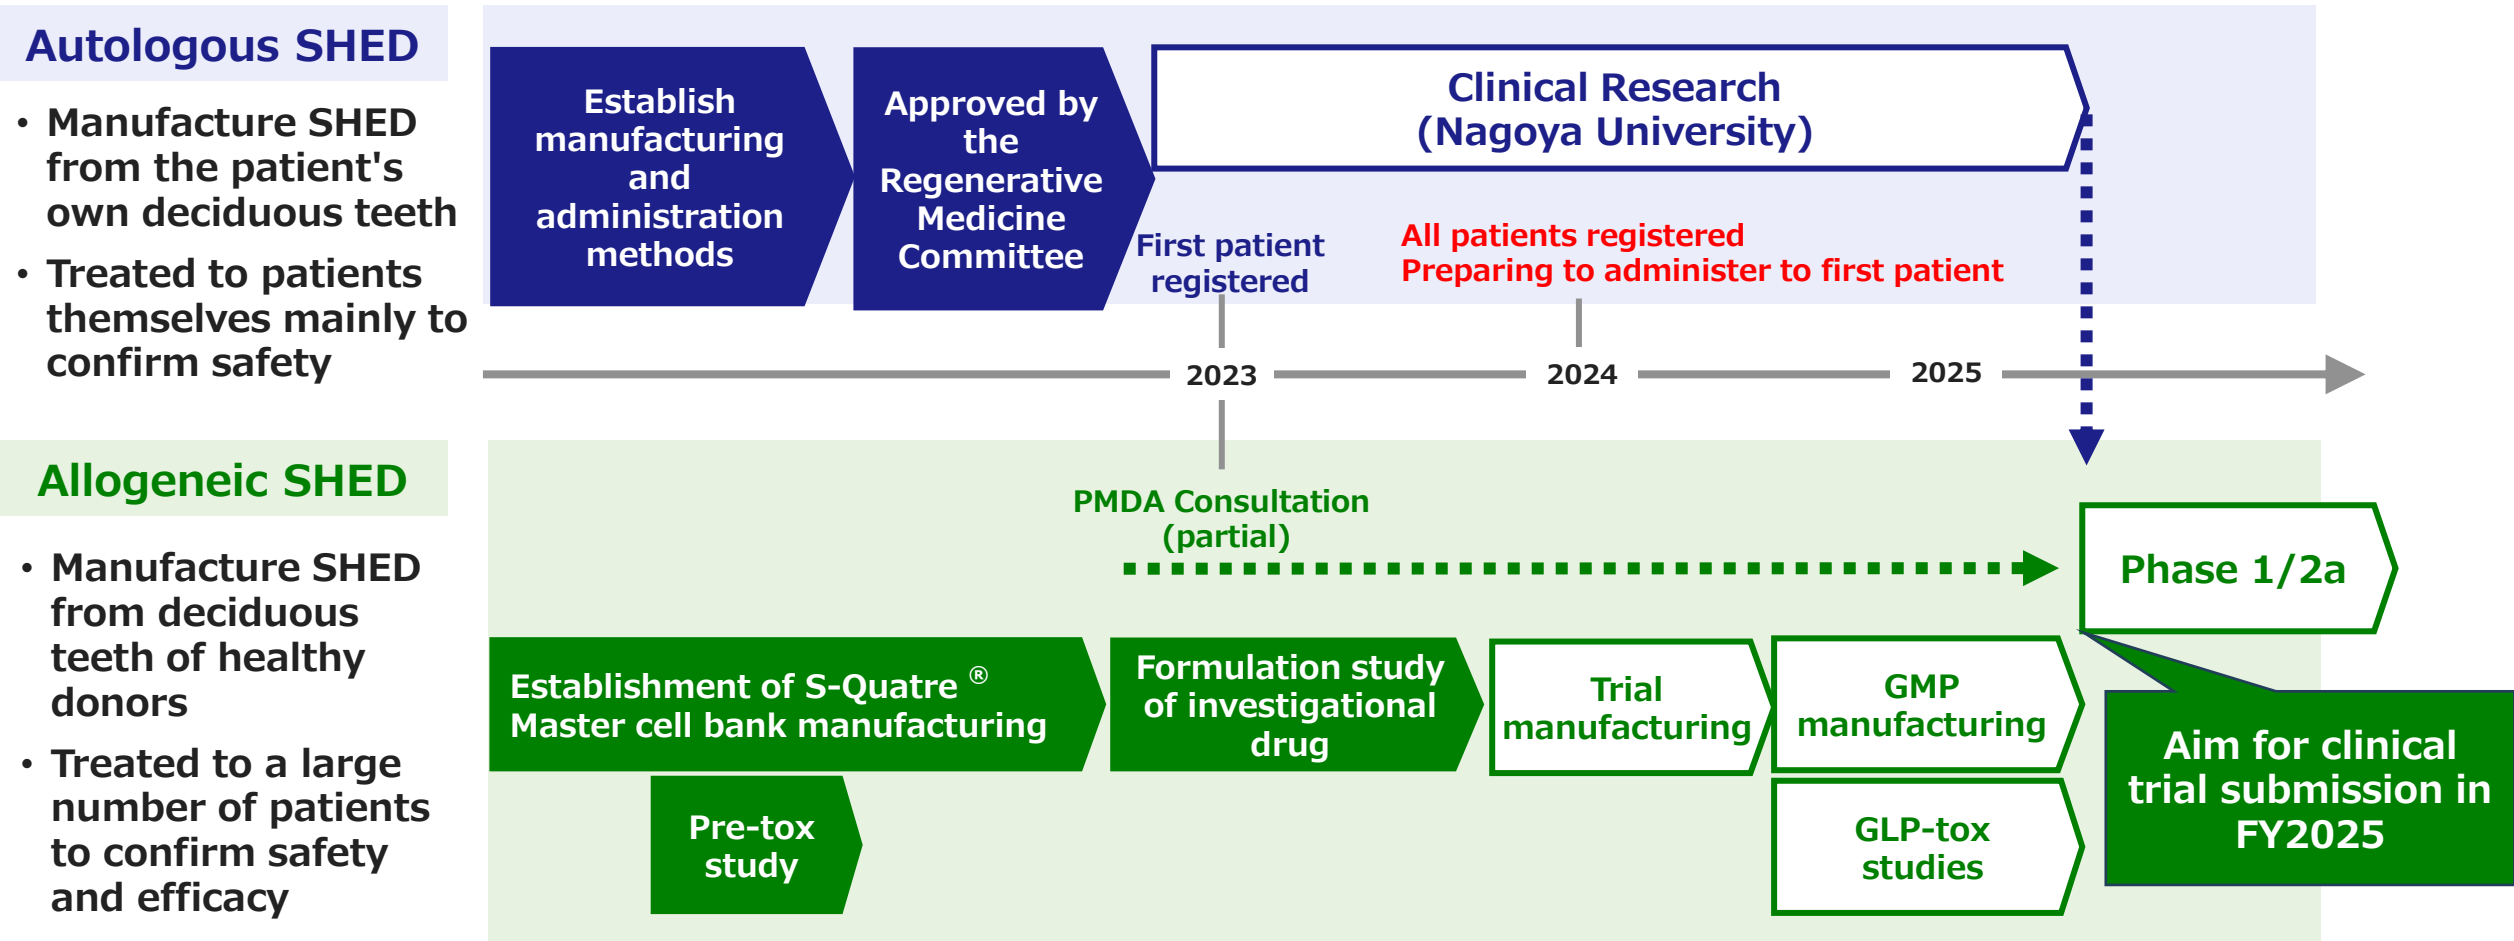 Autologous SHED
• Manufacture SHED
from the patient's
own deciduous teeth
• Treated to patients
themselves mainly to
confirm safety
Establish
manufacturing
and
administration
methods
Approved by
the
Regenerative
Medicine
Committee
Clinical Research
(Nagoya University)
First patient
registered
All patients registered
Preparing to administer to first patient
2023
2024
2025
Allogeneic SHED
• Manufacture SHED
from deciduous
teeth of healthy
donors
• Treated to a large
number of patients
to confirm safety
and efficacy
PMDA Consultation
(partial)
Phase 1/2a
Establishment of S-Quatre ®
Master cell bank manufacturing
Formulation study
of investigational
drug
Trial
manufacturing
GMP
manufacturing
Pre-tox
study
GLP-tox
studies
Aim for clinical
trial submission in
FY2025